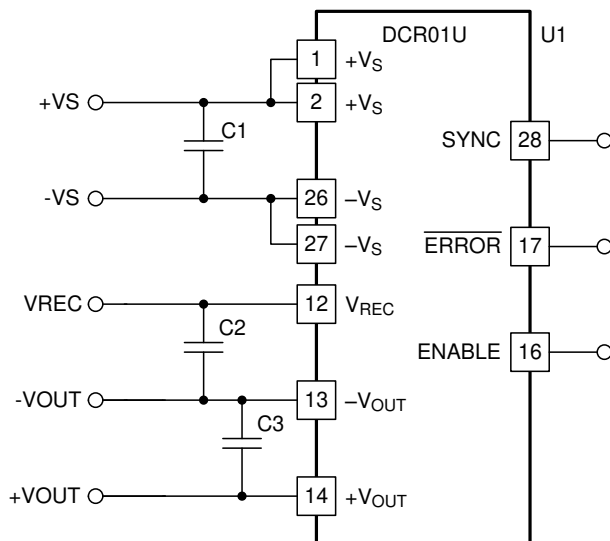 DCR01U U1
1 +VS
+VS 2 +VS
C1
SYNC 28
-VS 26 –VS
27 –VS
ERROR 17
VREC 12 VREC
C2
ENABLE 16
-VOUT 13 –VOUT
C3
+VOUT 14 +VOUT